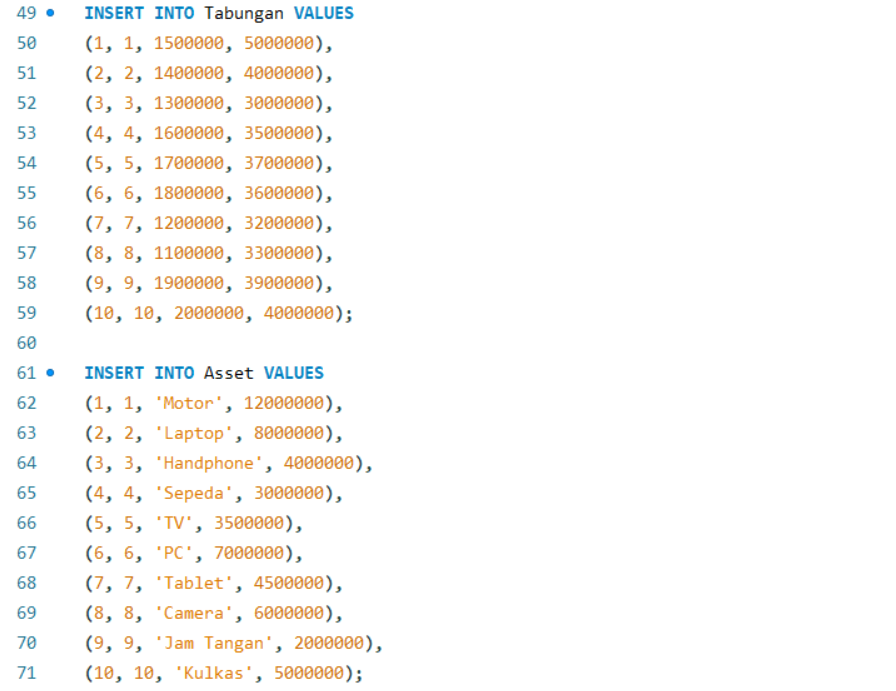 49 INSERT INTO Tabungan VALUES
50 (1, 1, 1500000, 5000000),
51 (2, 2, 1400000, 4000000),
52 (3, 3, 1300000, 3000000),
53 (4, 4, 1600000, 3500000),
54 (5, 5, 1700000, 3700000),
55 (6, 6, 1800000, 3600000),
56 (7, 7, 1200000, 3200000),
57 (8, 8, 1100000, 3300000),
58 (9, 9, 1900000, 3900000),
59 (10, 10, 2000000, 4000000);
60
61 INSERT INTO Asset VALUES
62 (1, 1, 'Motor', 12000000),
63 (2, 2, 'Laptop', 8000000),
64 (3, 3, 'Handphone', 4000000),
65 (4, 4, 'Sepeda', 3000000),
66 (5, 5, 'TV', 3500000),
67 (6, 6, 'PC', 7000000),
68 (7, 7, 'Tablet', 4500000),
69 (8, 8, 'Camera', 6000000),
70 (9, 9, 'Jam Tangan', 2000000),
71 (10, 10, 'Kulkas', 5000000);